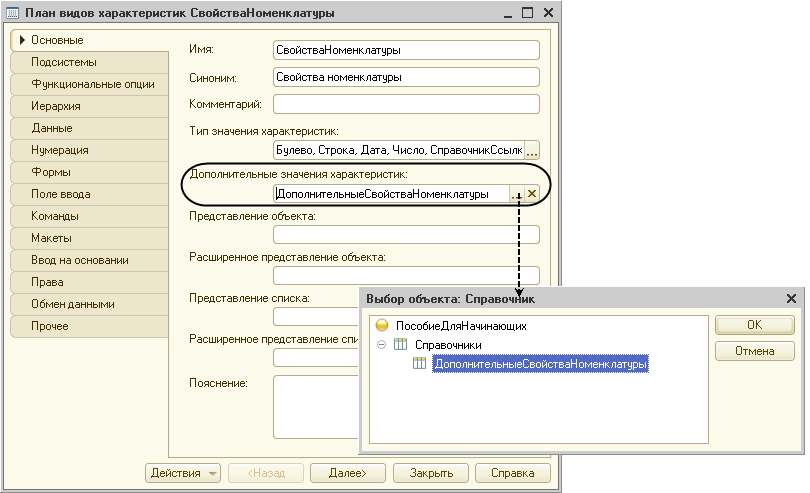 План видов характеристик СвойстваНоменклатуры
Основные
Подсистемы
Функциональные опции
Иерархия
Данные
Нумерация
Формы
Поле ввода
Команды
Макеты
Ввод на основании
Права
Обмен данными
Прочее
Имя:
СвойстваНоменклатуры
Синоним:
Свойства номенклатуры
Комментарий:
Тип значения характеристик:
Булево, Строка, Дата, Число, СправочникСсылк
...
Дополнительные значения характеристик:
ДополнительныеСвойстваНоменклатуры
...
Представление объекта:
Расширенное представление объекта:
Представление списка:
Расширенное представление спи
Пояснение:
Действия
<Назад
Далее>
Закрыть
Справка
Выбор объекта: Справочник
ПособиеДляНачинающих
Справочники
ДополнительныеСвойстваНоменклатуры
OK
Отмена